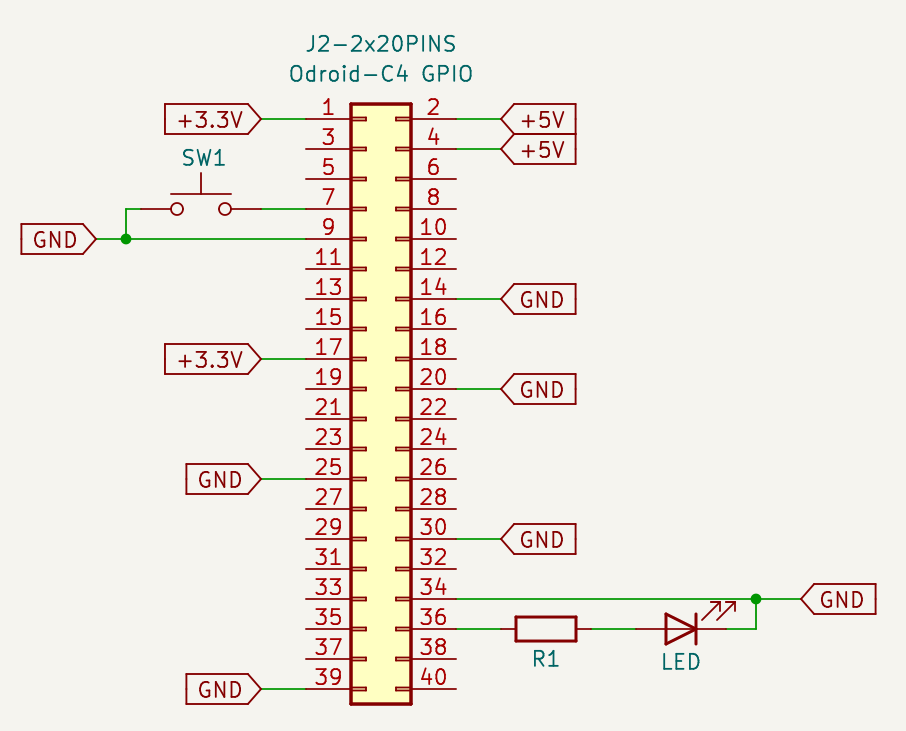 J2-2x20PINS
Odroid-C4 GPIO
+3.3V 1 2 +5V
3 4 +5V
SW1
5 6
7 8
GND 9 10
11 12
13 14 GND
15 16
+3.3V 17 18
19 20 GND
21 22
23 24
GND 25 26
27 28
29 30 GND
31 32
33 34 GND
35 36
R1 LED
37 38
GND 39 40